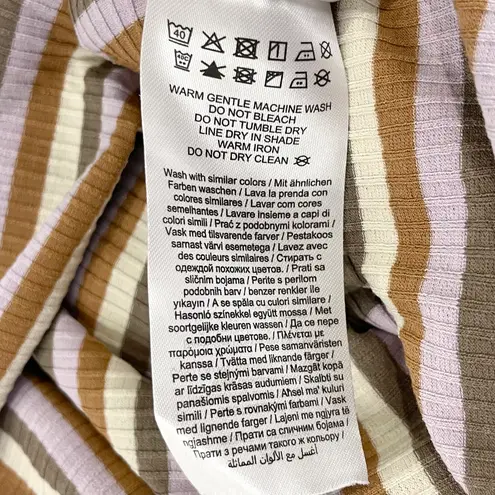 40
WARM GENTLE MACHINE WASH
DO NOT BLEACH
DO NOT TUMBLE DRY
LINE DRY IN SHADE
WARM IRON
DO NOT DRY CLEAN
Wash with similar colors / Mit ähnlichen
Farben waschen / Lava la prenda con
colores similares / Lavar com cores
semelhantes / Lavare insieme a capi di
colori simili / Prać z podobnymi kolorami /
Vask med tilsvarende farver / Pestakoos
samast värvi esemetega / Lavez avec
des couleurs similaires / Стирать с
одеждой похожих цветов. / Prati sa
sličnim bojama / Perite s perilom
podobnih barv / benzer renkler ile
yıkayın / A se spăla cu culori similare /
Hasonló színekkel együtt mosható / Met
soortgelijke kleuren wassen / Да се пере
с подобни цветове. / Πλένεται με
παρόμοια χρώματα / Pese samanväristen
kanssa / Tvätta med liknande färger /
Perte se stejnými barvami / Mazgāt kopā
ar līdzīgas krāsas audumiem / Skalbti su
panašiomis spalvomis / Aħsel ma' kuluri
simili / Perte s rovnakými farbami / Vask
med lignende farger / Lajeni me ngjyra të
ngjashme / Прати са сличним бојама /
Прати з речами такого ж кольору /
اغسل مع الألوان المماثلة